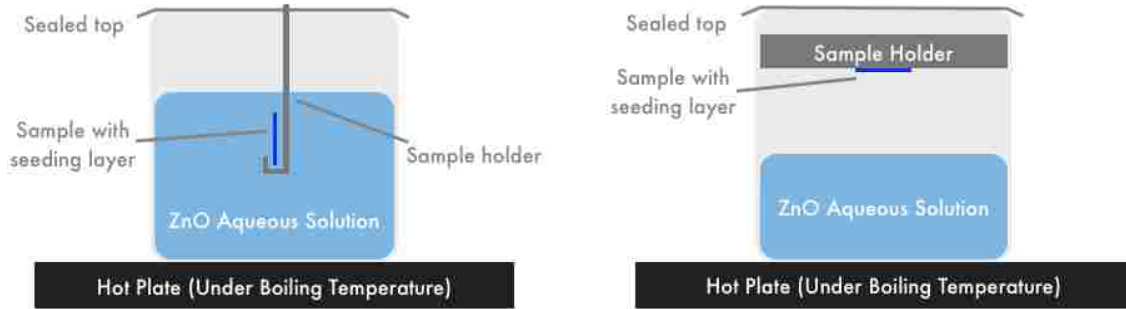 Sealed top
Sample with
seeding layer
Sample holder
ZnO Aqueous Solution
Hot Plate (Under Boiling Temperature)
Sealed top
Sample Holder
Sample with
seeding layer
ZnO Aqueous Solution
Hot Plate (Under Boiling Temperature)